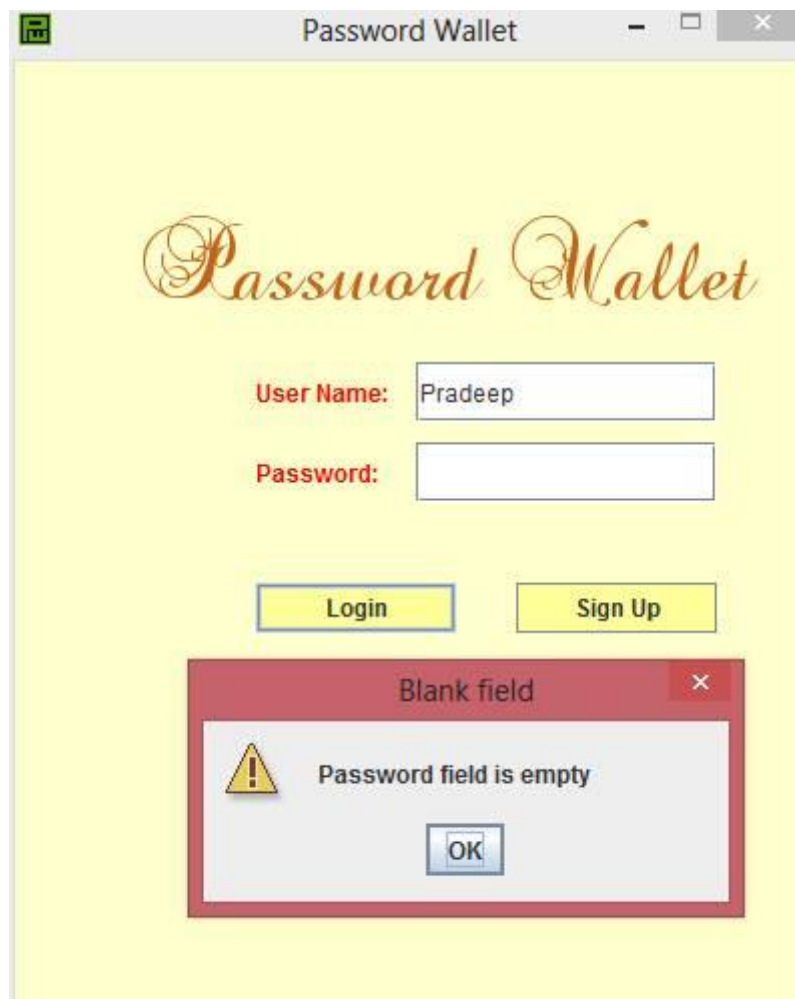 Password Wallet
Password Wallet
User Name: Pradeep
Password:
Login Sign Up
Blank field
Password field is empty
OK